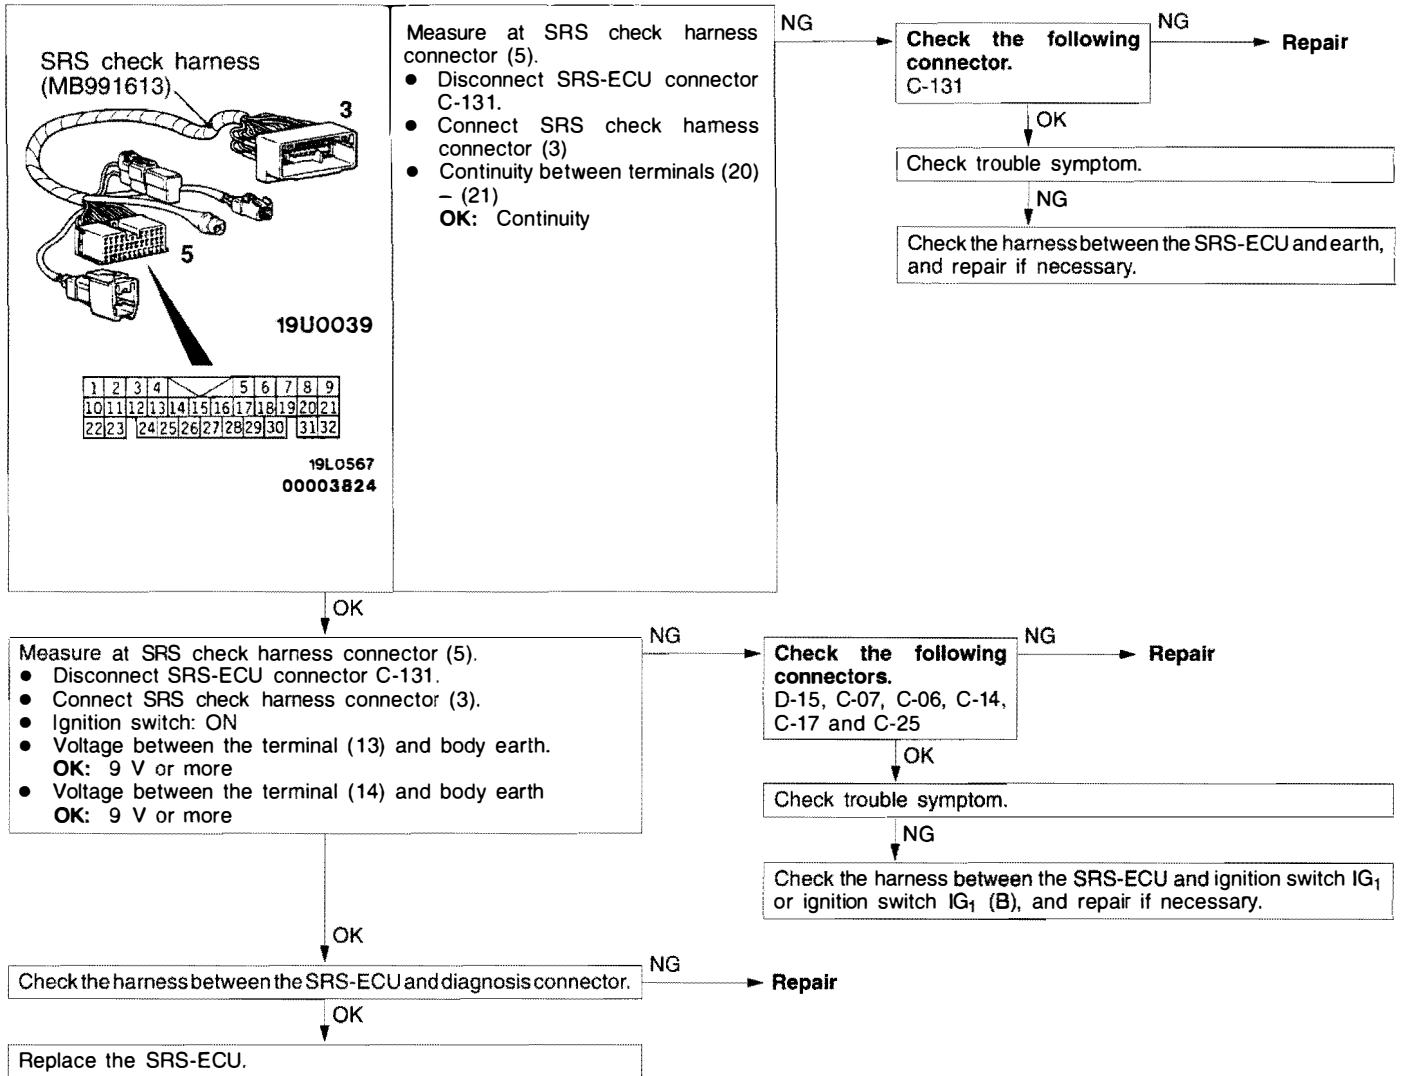 SRS check harness
(MB991613)
3
5
19U0039
1 2 3 4 5 6 7 8 9
10 11 12 13 14 15 16 17 18 19 20 21
22 23 24 25 26 27 28 29 30 31 32
19L0567
00003824
Measure at SRS check harness
connector (5).
● Disconnect SRS-ECU connector
C-131.
● Connect SRS check harness
connector (3)
● Continuity between terminals (20)
– (21)
OK: Continuity
NG
Check the following
connector.
C-131
NG
Repair
OK
Check trouble symptom.
NG
Check the harness between the SRS-ECU and earth,
and repair if necessary.
OK
Measure at SRS check harness connector (5).
● Disconnect SRS-ECU connector C-131.
● Connect SRS check harness connector (3).
● Ignition switch: ON
● Voltage between the terminal (13) and body earth.
OK: 9 V or more
● Voltage between the terminal (14) and body earth
OK: 9 V or more
NG
Check the following
connectors.
D-15, C-07, C-06, C-14,
C-17 and C-25
NG
Repair
OK
Check trouble symptom.
NG
Check the harness between the SRS-ECU and ignition switch IG1
or ignition switch IG1 (B), and repair if necessary.
OK
Check the harness between the SRS-ECU and diagnosis connector.
NG
Repair
OK
Replace the SRS-ECU.